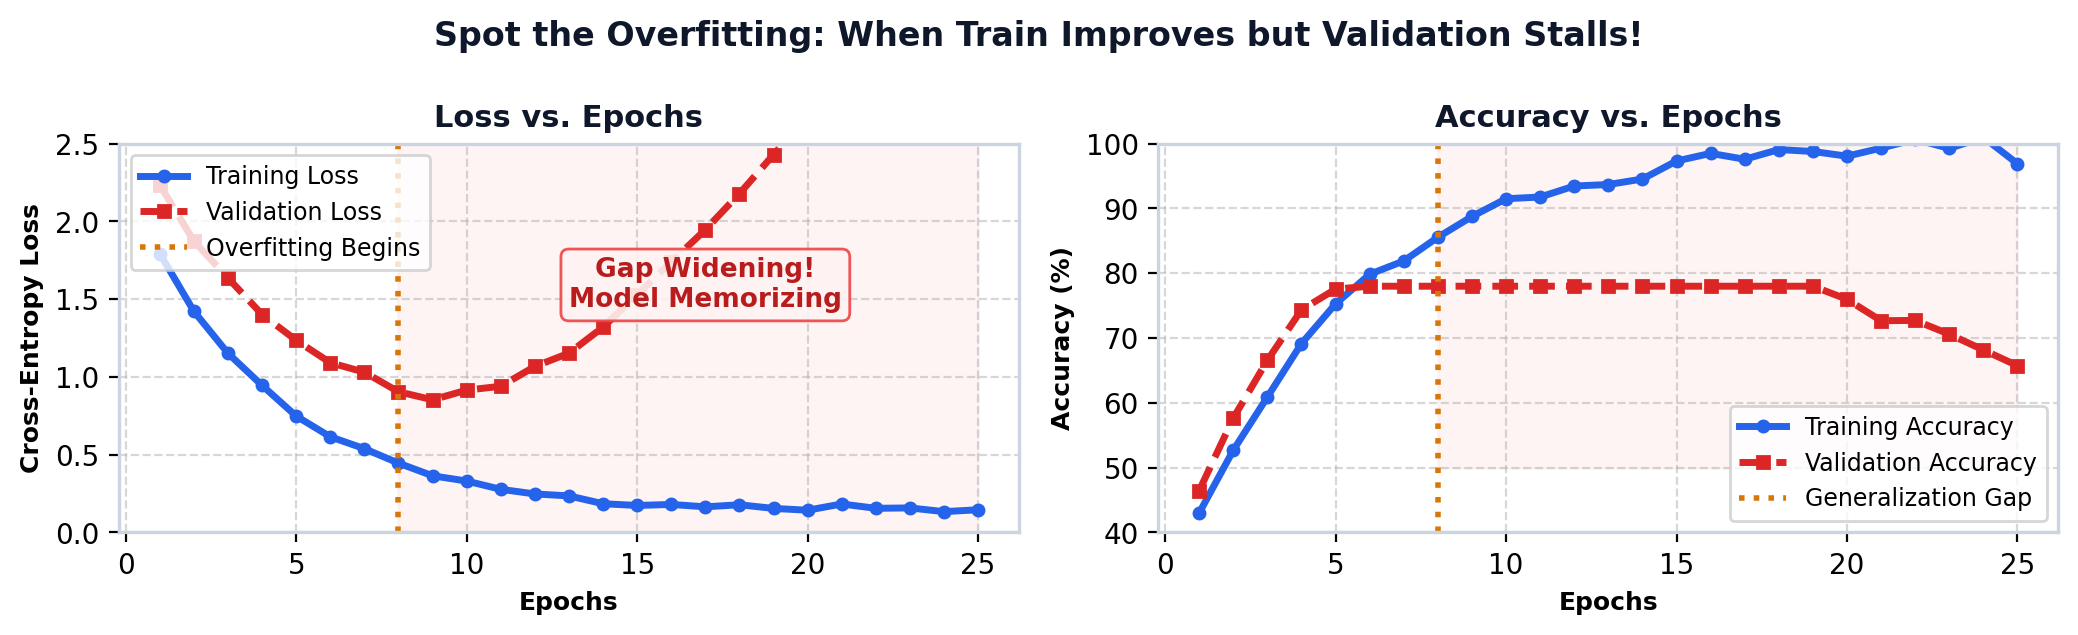 Spot the Overfitting: When Train Improves but Validation Stalls!
Loss vs. Epochs
Cross-Entropy Loss
2.5
2.0
1.5
1.0
0.5
0.0
Training Loss
Validation Loss
Overfitting Begins
Gap Widening!
Model Memorizing
0 5 10 15 20 25
Epochs
Accuracy vs. Epochs
Accuracy (%)
100
90
80
70
60
50
40
Training Accuracy
Validation Accuracy
Generalization Gap
0 5 10 15 20 25
Epochs